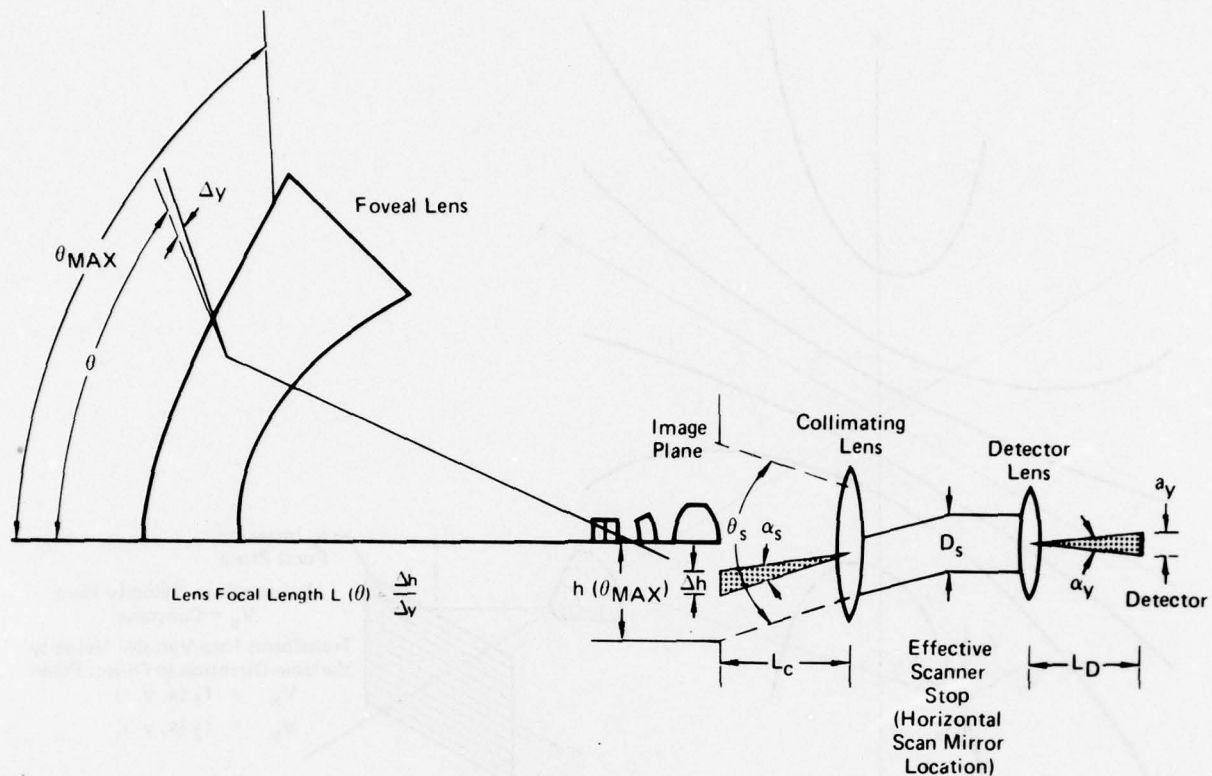 θMAX
Δy
θ
Foveal Lens
Image
Plane
Collimating
Lens
Detector
Lens
θs
αs
Ds
ay
αy
Detector
h (θMAX)
Δh
Lens Focal Length L (θ) = Δh/Δy
LC
LD
Effective
Scanner
Stop
(Horizontal
Scan Mirror
Location)